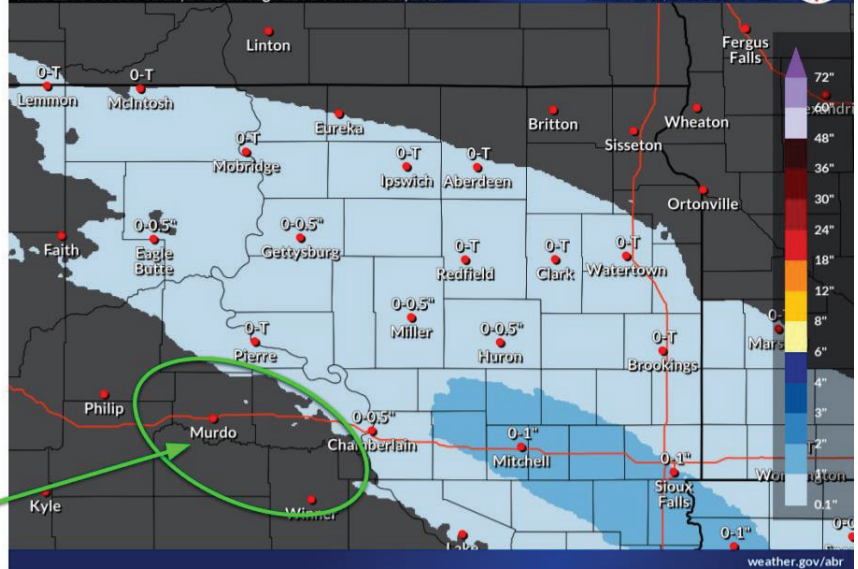 Linton
Fergus
Falls
0-T
Lemmon
0-T
McIntosh
Eureka
Britton
Wheaton
Sisseton
0-T
Mobridge
0-T
Ipswich
0-T
Aberdeen
Ortonville
Faith
0-0.5"
Eagle
Butte
0-0.5"
Gettysburg
0-T
Redfield
0-T
Clark
0-T
Watertown
0-T
Pierre
0-0.5"
Miller
0-0.5"
Huron
0-T
Brookings
Philip
Murdo
0-0.5"
Chamberlain
0-1"
Mitchell
0-1"
Sioux
Falls
Kyle
Winner
0-1"
72"
60"
48"
36"
30"
24"
18"
12"
8"
6"
4"
3"
2"
1"
0.1"
weather.gov/abr